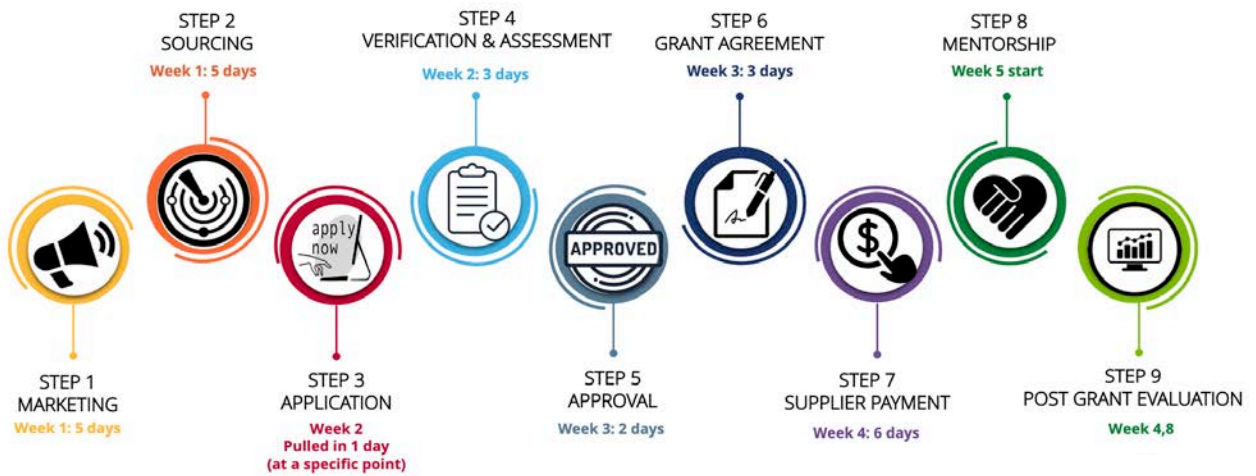 STEP 1
MARKETING
Week 1: 5 days
STEP 2
SOURCING
Week 1: 5 days
apply
now
STEP 3
APPLICATION
Week 2
Pulled in 1 day
(at a specific point)
STEP 4
VERIFICATION & ASSESSMENT
Week 2: 3 days
APPROVED
STEP 5
APPROVAL
Week 3: 2 days
STEP 6
GRANT AGREEMENT
Week 3: 3 days
$
STEP 7
SUPPLIER PAYMENT
Week 4: 6 days
STEP 8
MENTORSHIP
Week 5 start
STEP 9
POST GRANT EVALUATION
Week 4,8